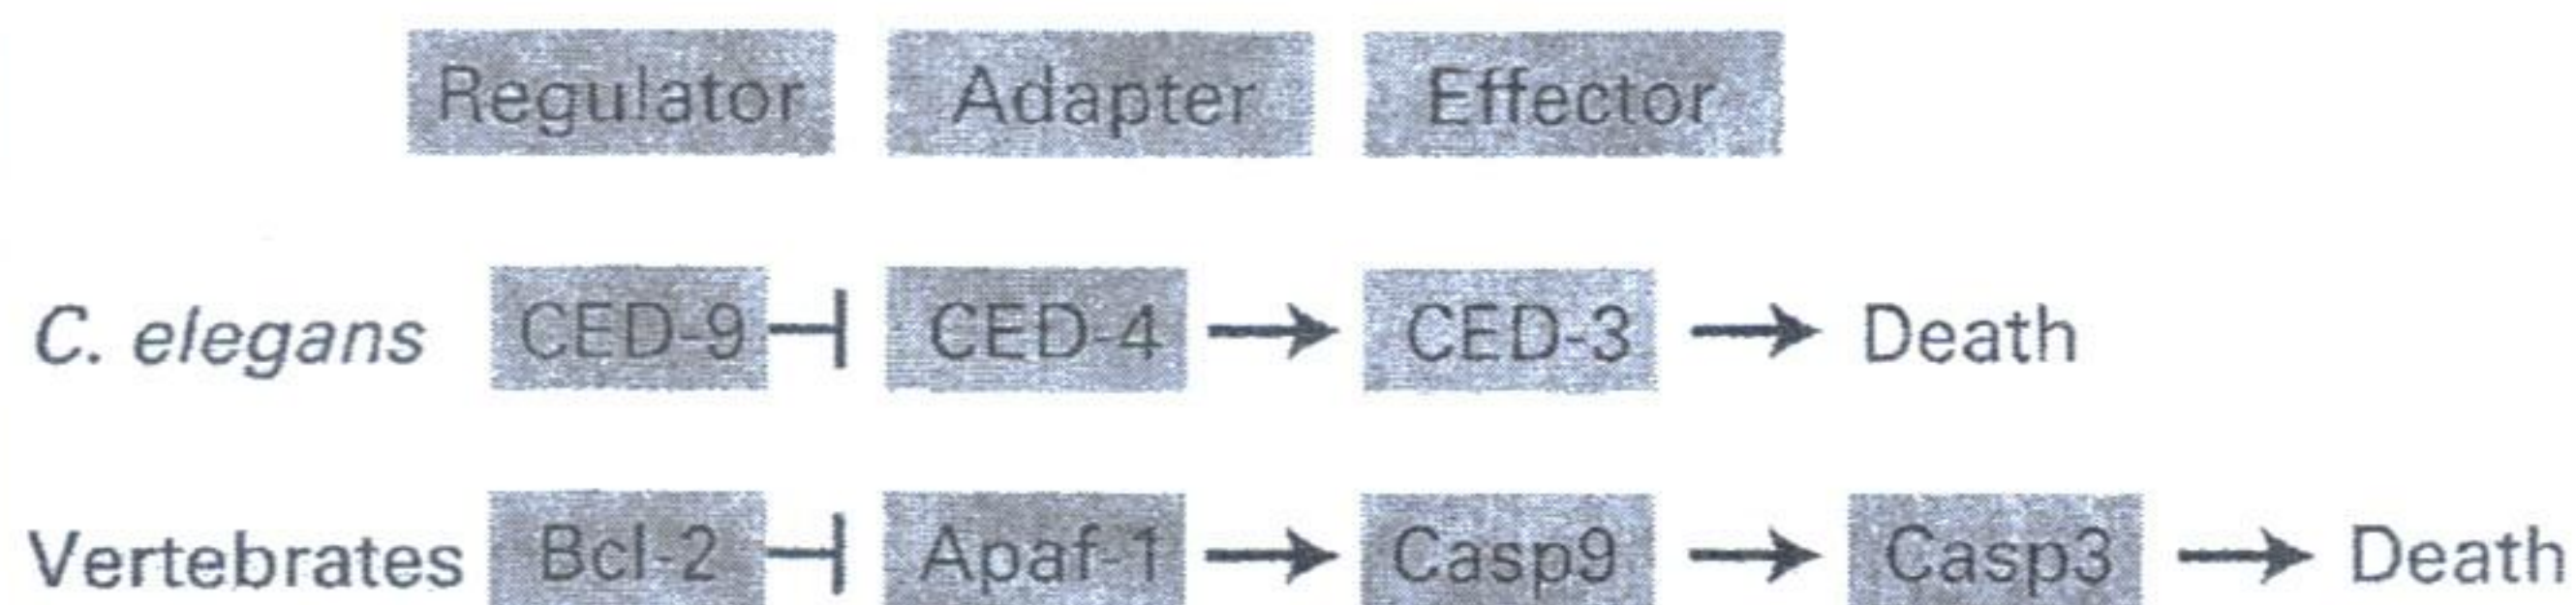 Regulator Adapter Effector
C. elegans CED-9 CED-4 CED-3 Death
Vertebrates Bcl-2 Apaf-1 Casp9 Casp3 Death